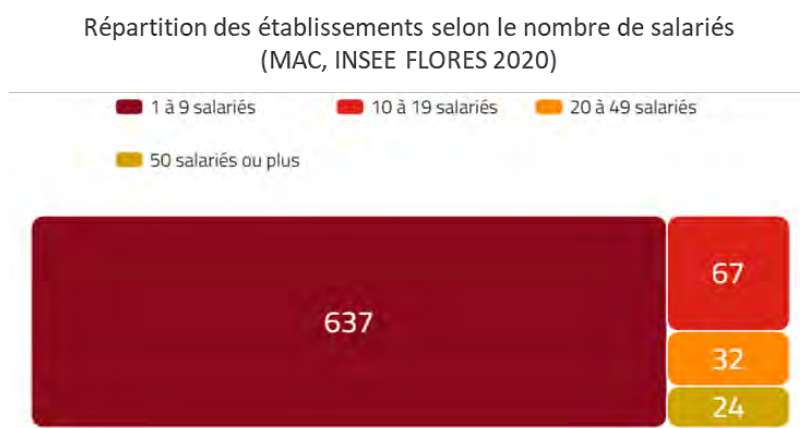 Répartition des établissements selon le nombre de salariés
(MAC, INSEE FLORES 2020)
1 à 9 salariés
10 à 19 salariés
20 à 49 salariés
50 salariés ou plus
637
67
32
24